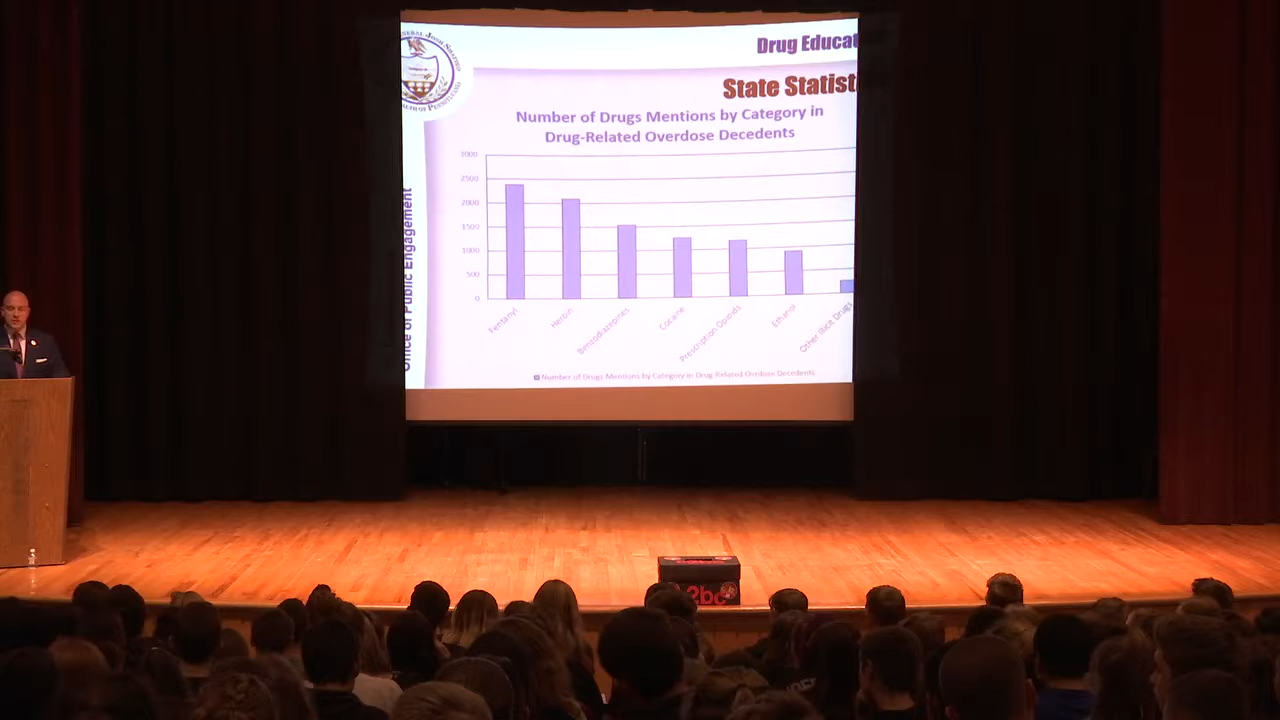 Drug Educat
State Statist
Number of Drugs Mentions by Category in
Drug-Related Overdose Decedents
3000
2500
2000
1500
1000
500
0
Fentanyl
Heroin
Benzodiazepines
Cocaine
Prescription Opioids
Ethanol
Other Illicit Drugs
Number of Drugs Mentions by Category in Drug Related Overdose Decedents
Office of Public Engagement